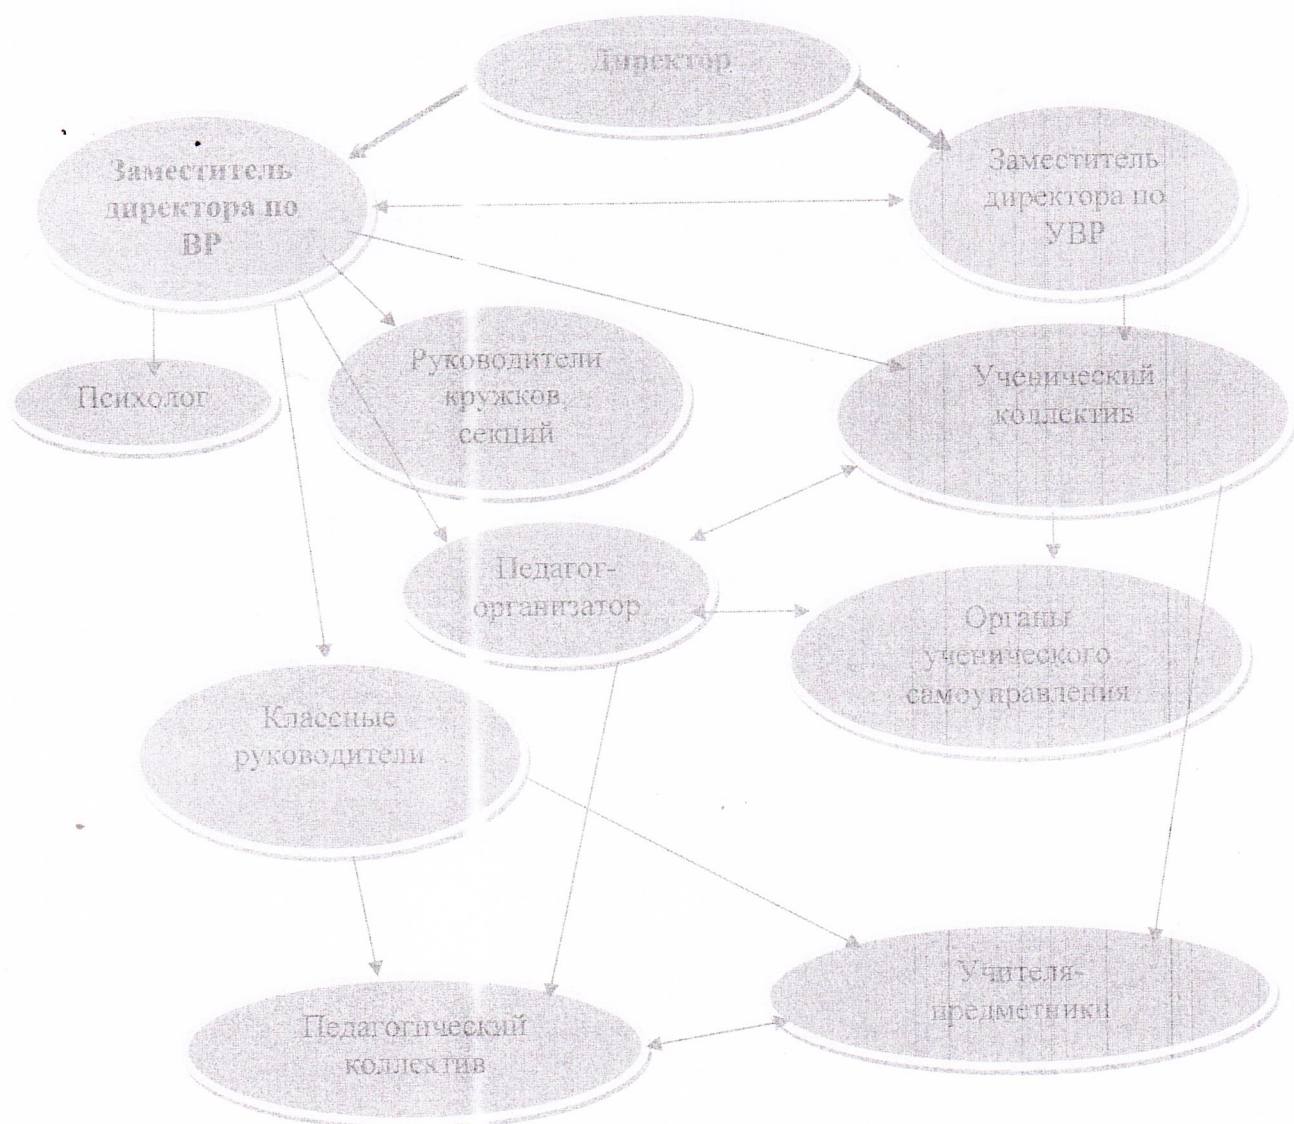 Директор
Заместитель
директора по
ВР
Заместитель
директора по
УВР
Психолог
Руководители
кружков,
секций
Ученический
коллектив
Педагог-
организатор
Органы
ученического
самоуправления
Классные
руководители
Учителя-
предметники
Педагогический
коллектив